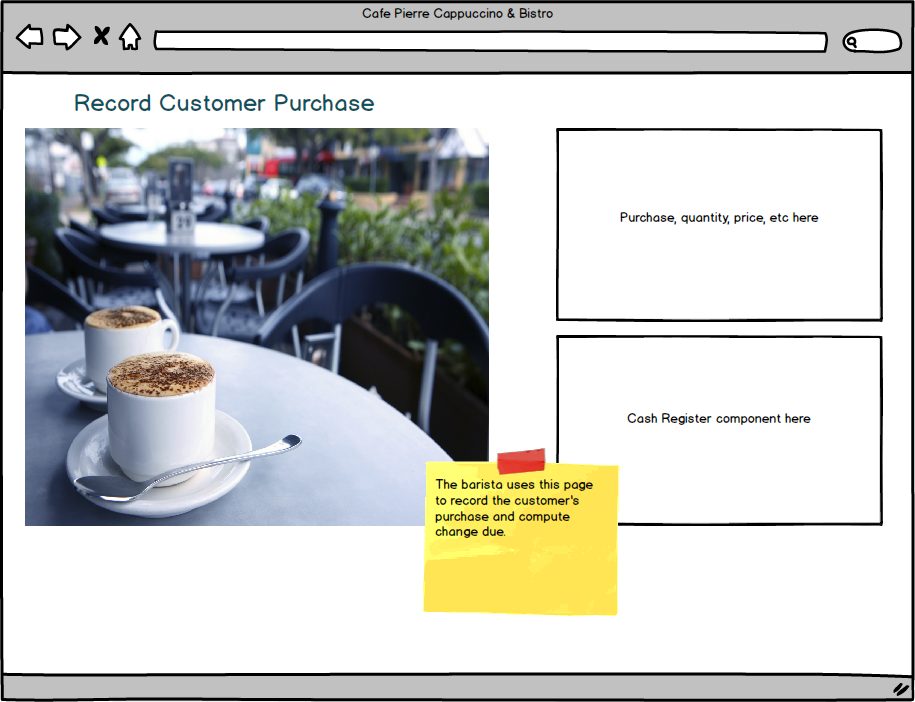 Cafe Pierre Cappuccino & Bistro
Record Customer Purchase
Purchase, quantity, price, etc here
Cash Register component here
The barista uses this page
to record the customer's
purchase and compute
change due.